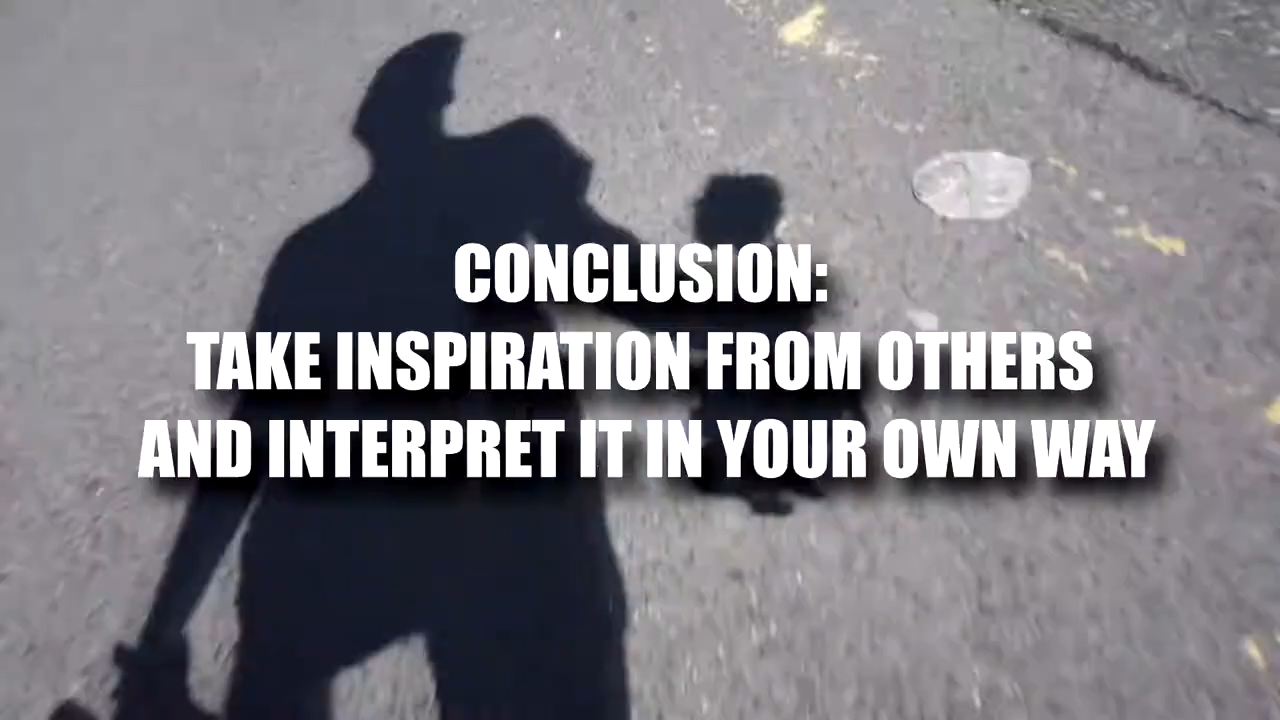 CONCLUSION:
TAKE INSPIRATION FROM OTHERS
AND INTERPRET IT IN YOUR OWN WAY